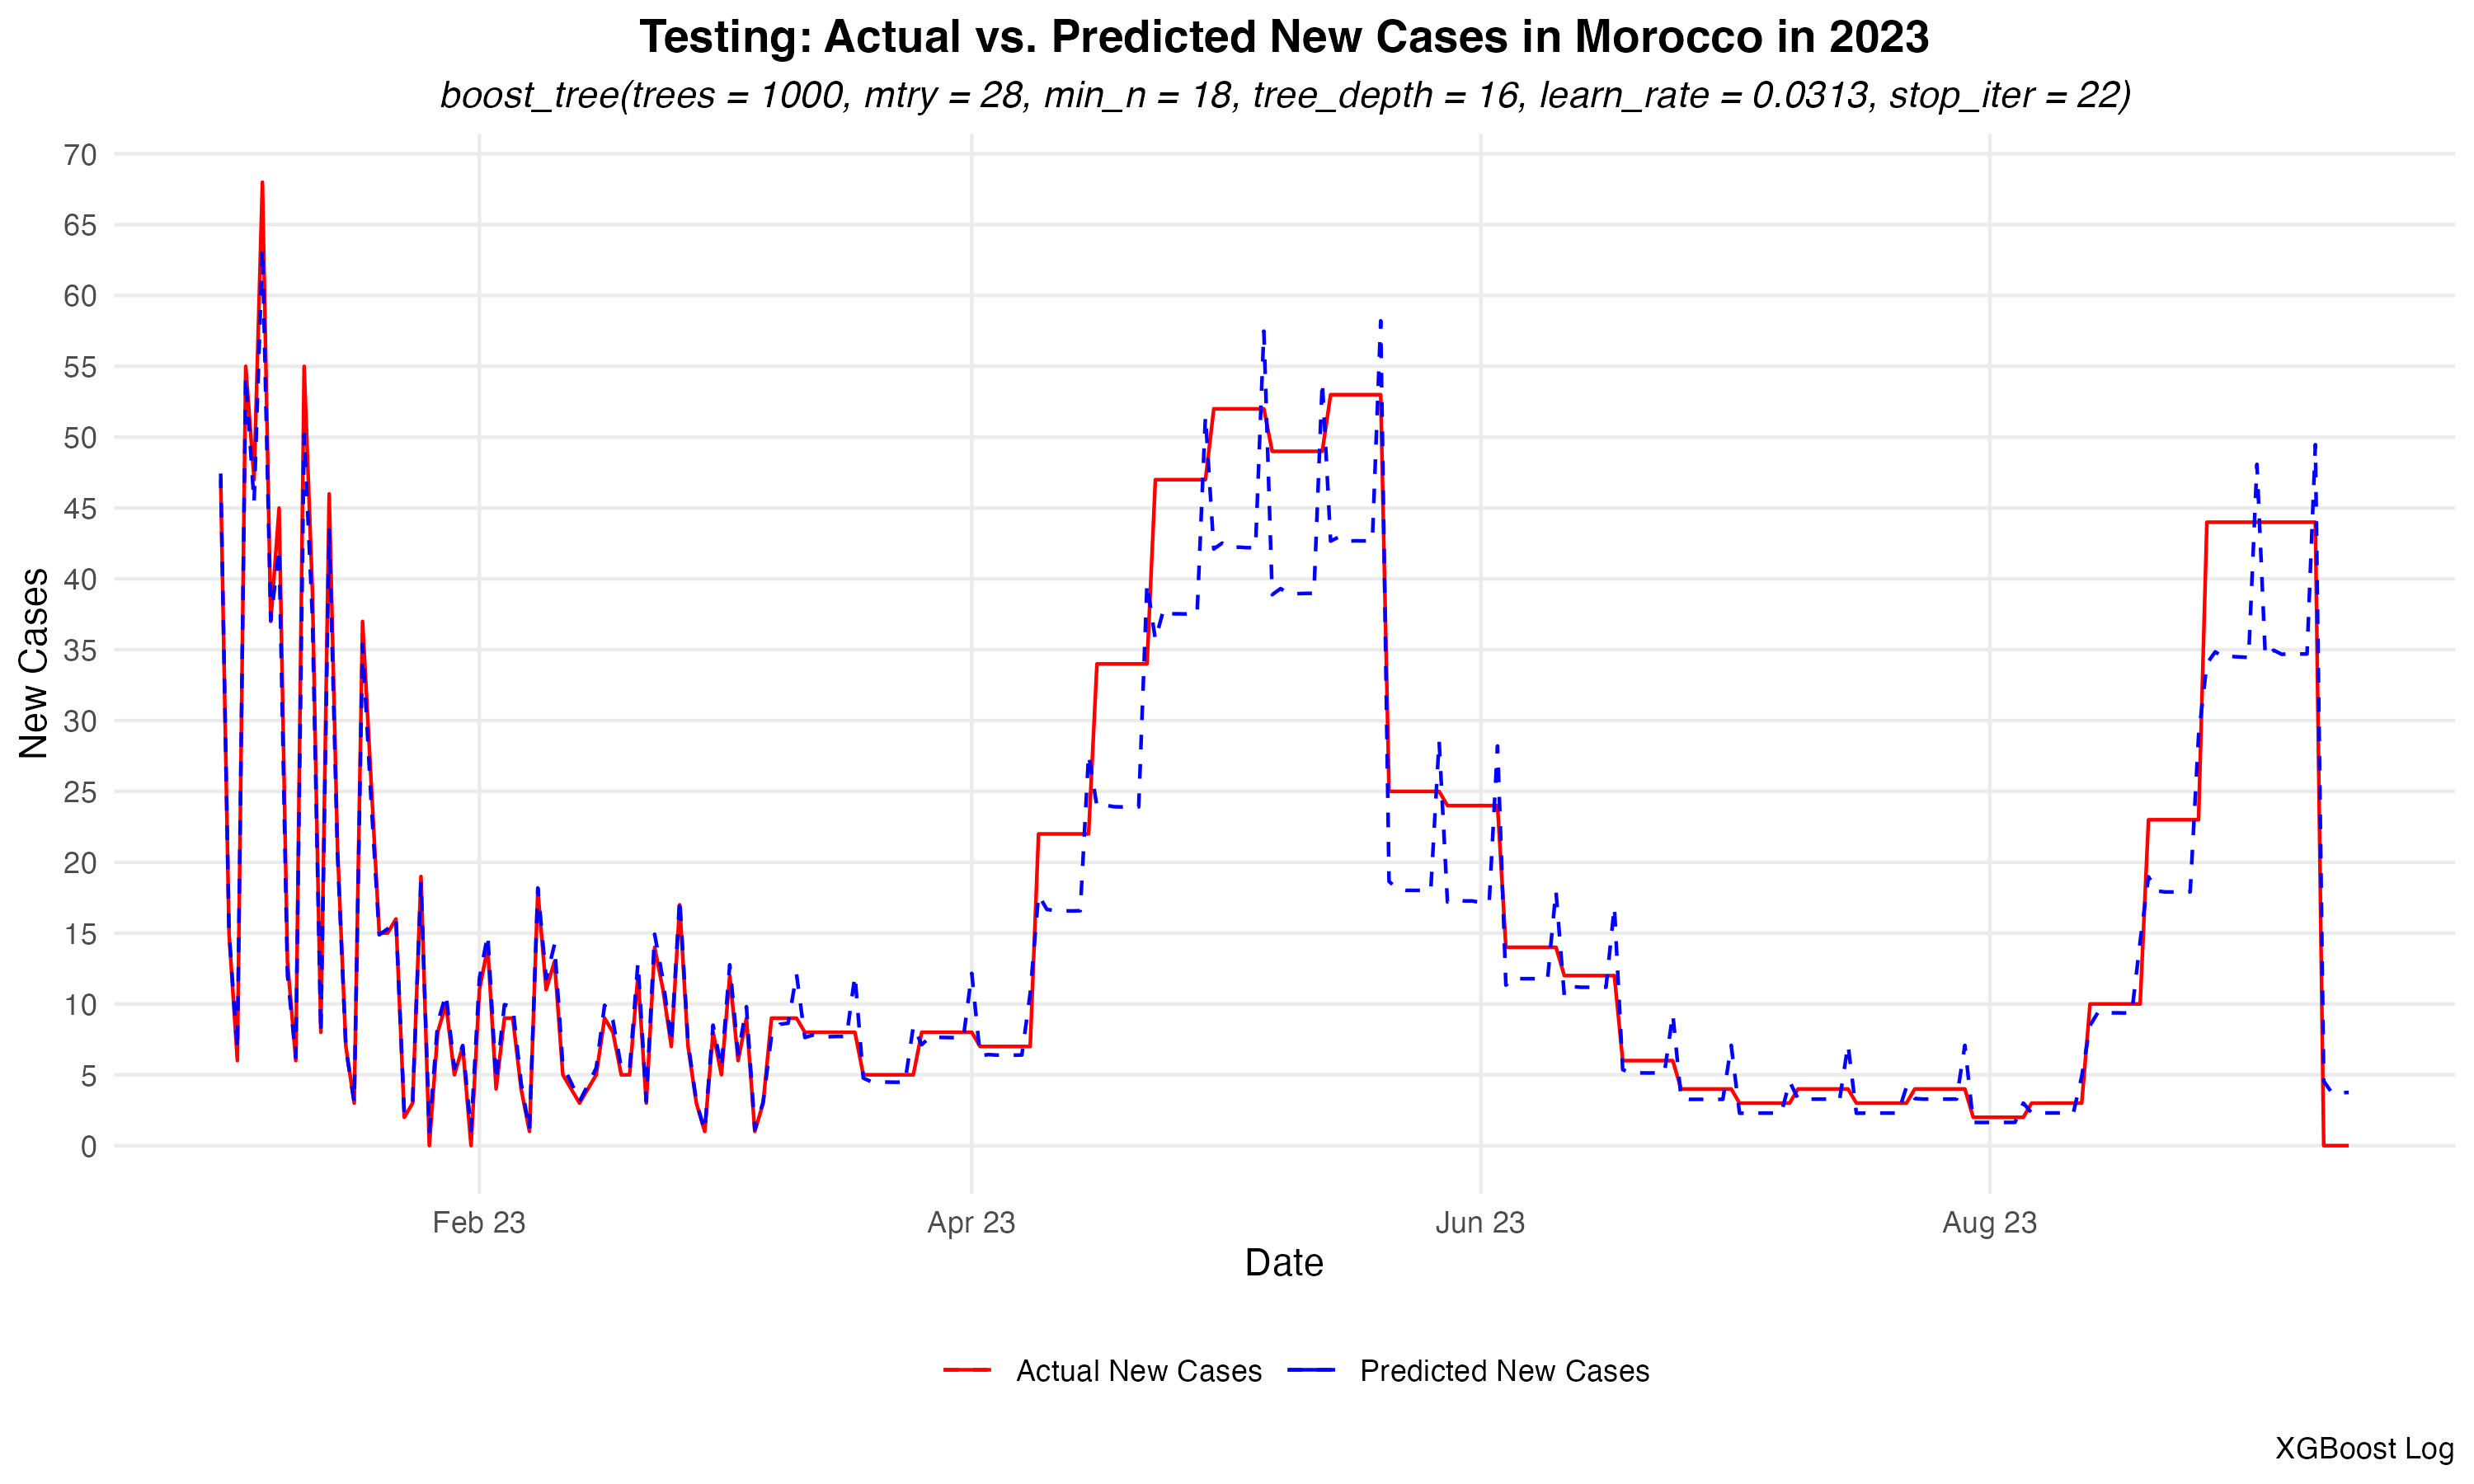 Testing: Actual vs. Predicted New Cases in Morocco in 2023
boost_tree(trees = 1000, mtry = 28, min_n = 18, tree_depth = 16, learn_rate = 0.0313, stop_iter = 22)
New Cases
70
65
60
55
50
45
40
35
30
25
20
15
10
5
0
Feb 23 Apr 23 Jun 23 Aug 23
Date
Actual New Cases Predicted New Cases
XGBoost Log